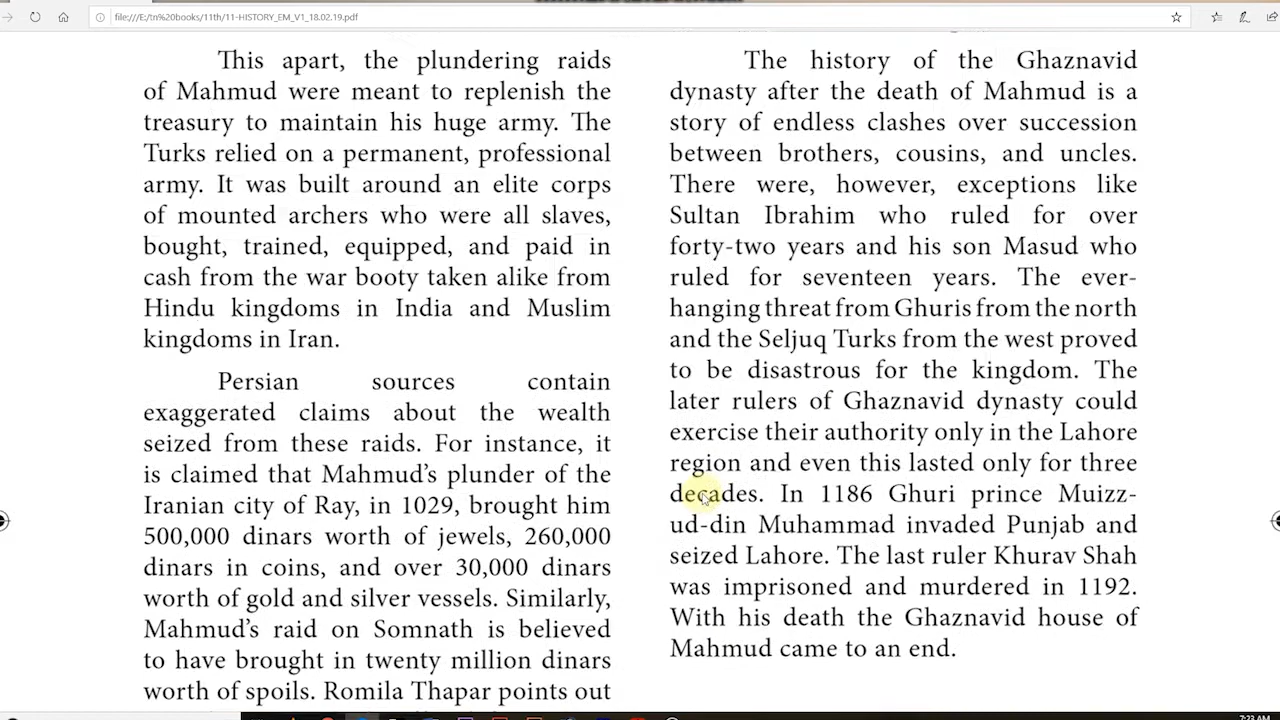 file:///E:/tn%20books/11th/11-HISTORY_EM_V1_18.02.19.pdf
This apart, the plundering raids
of Mahmud were meant to replenish the
treasury to maintain his huge army. The
Turks relied on a permanent, professional
army. It was built around an elite corps
of mounted archers who were all slaves,
bought, trained, equipped, and paid in
cash from the war booty taken alike from
Hindu kingdoms in India and Muslim
kingdoms in Iran.
Persian sources contain
exaggerated claims about the wealth
seized from these raids. For instance, it
is claimed that Mahmud's plunder of the
Iranian city of Ray, in 1029, brought him
500,000 dinars worth of jewels, 260,000
dinars in coins, and over 30,000 dinars
worth of gold and silver vessels. Similarly,
Mahmud's raid on Somnath is believed
to have brought in twenty million dinars
worth of spoils. Romila Thapar points out
The history of the Ghaznavid
dynasty after the death of Mahmud is a
story of endless clashes over succession
between brothers, cousins, and uncles.
There were, however, exceptions like
Sultan Ibrahim who ruled for over
forty-two years and his son Masud who
ruled for seventeen years. The ever-
hanging threat from Ghuris from the north
and the Seljuq Turks from the west proved
to be disastrous for the kingdom. The
later rulers of Ghaznavid dynasty could
exercise their authority only in the Lahore
region and even this lasted only for three
decades. In 1186 Ghuri prince Muizz-
ud-din Muhammad invaded Punjab and
seized Lahore. The last ruler Khurav Shah
was imprisoned and murdered in 1192.
With his death the Ghaznavid house of
Mahmud came to an end.
7:23 AM